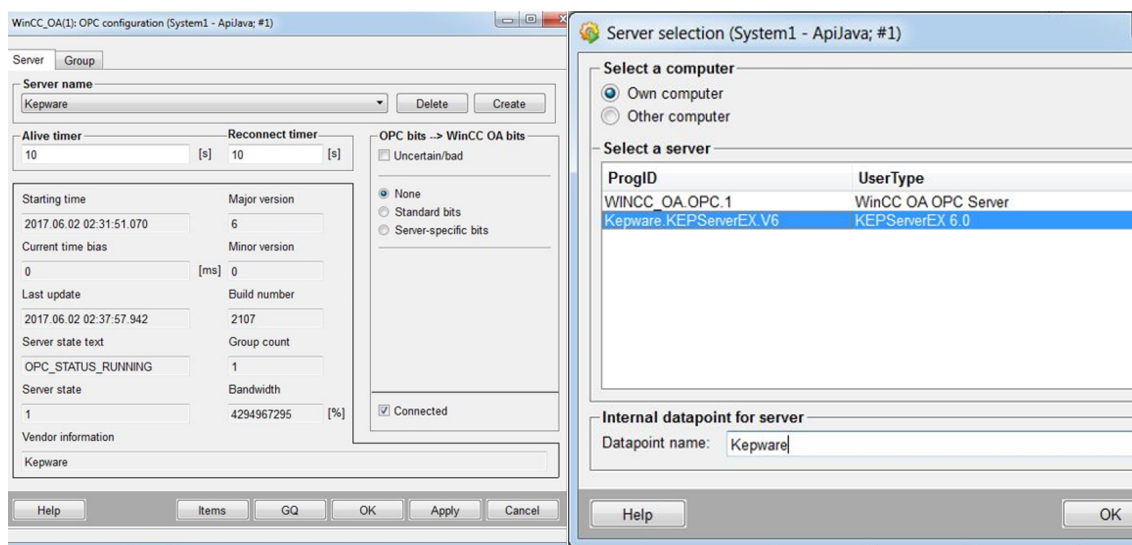 WinCC_OA(1): OPC configuration (System1 - ApiJava; #1)
Server Group
Server name
Kepware Delete Create
Alive timer Reconnect timer OPC bits --> WinCC OA bits
10 [s] 10 [s] Uncertain/bad
None
Starting time Major version Standard bits
2017.06.02 02:31:51.070 6 Server-specific bits
Current time bias Minor version
0 [ms] 0
Last update Build number
2017.06.02 02:37:57.942 2107
Server state text Group count
OPC_STATUS_RUNNING 1
Server state Bandwidth
1 4294967295 [%] Connected
Vendor information
Kepware
Help Items GQ OK Apply Cancel
Server selection (System1 - ApiJava; #1)
Select a computer
Own computer
Other computer
Select a server
ProgID UserType
WINCC_OA.OPC.1 WinCC OA OPC Server
Kepware.KEPServerEX.V6 KEPServerEX 6.0
Internal datapoint for server
Datapoint name: Kepware
Help OK